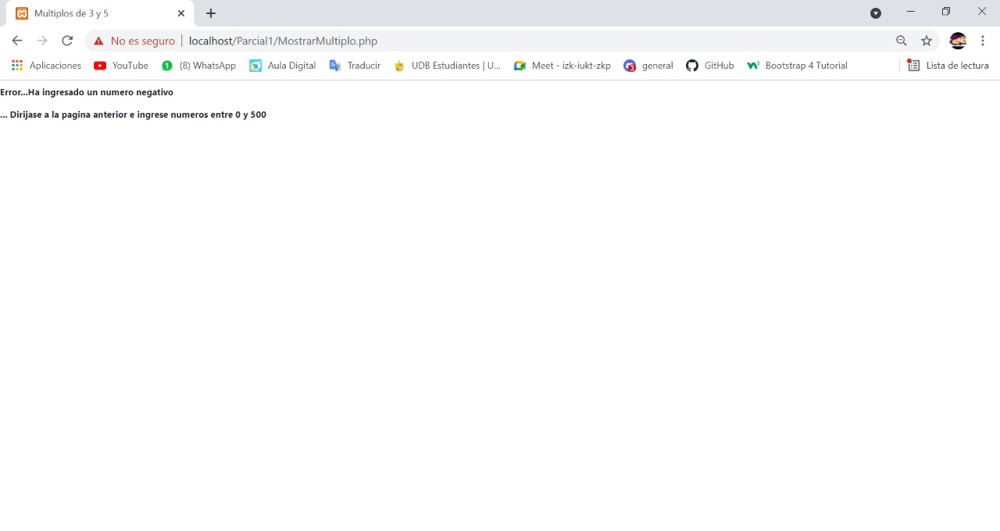 Multiplos de 3 y 5
No es seguro localhost/Parcial1/MostrarMultiplo.php
Aplicaciones YouTube 1 (8) WhatsApp Aula Digital Traducir UDB Estudiantes | U... Meet - izk-iukt-zkp 3 general GitHub Bootstrap 4 Tutorial Lista de lectura
Error...Ha ingresado un numero negativo
... Dirijase a la pagina anterior e ingrese numeros entre 0 y 500